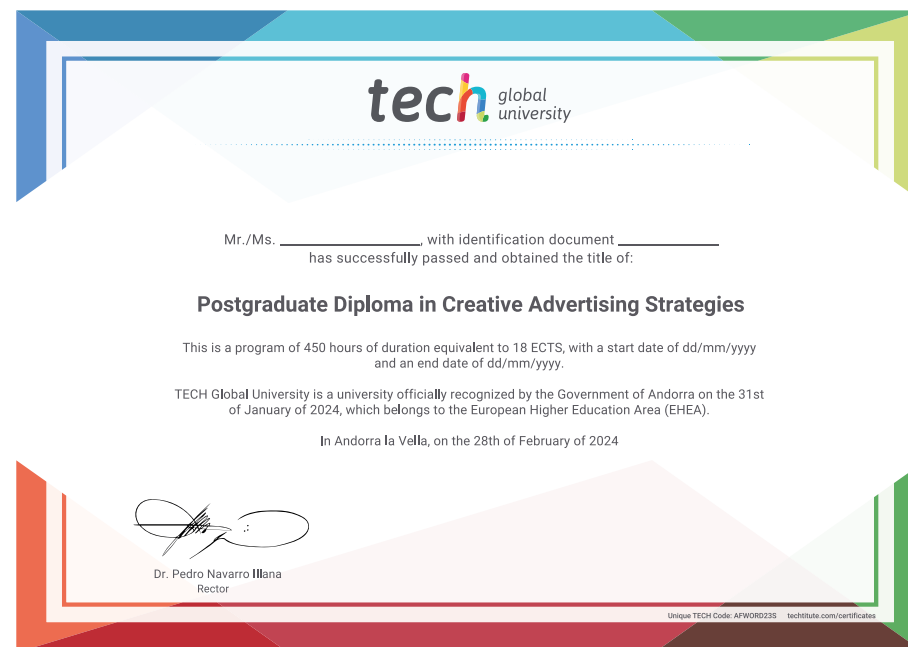 tech global
university
Mr./Ms. ____________, with identification document ____________
has successfully passed and obtained the title of:
Postgraduate Diploma in Creative Advertising Strategies
This is a program of 450 hours of duration equivalent to 18 ECTS, with a start date of dd/mm/yyyy
and an end date of dd/mm/yyyy.
TECH Global University is a university officially recognized by the Government of Andorra on the 31st
of January of 2024, which belongs to the European Higher Education Area (EHEA).
In Andorra la Vella, on the 28th of February of 2024
Dr. Pedro Navarro Illana
Rector
Unique TECH Code: AFWORD23S techtitute.com/certificates